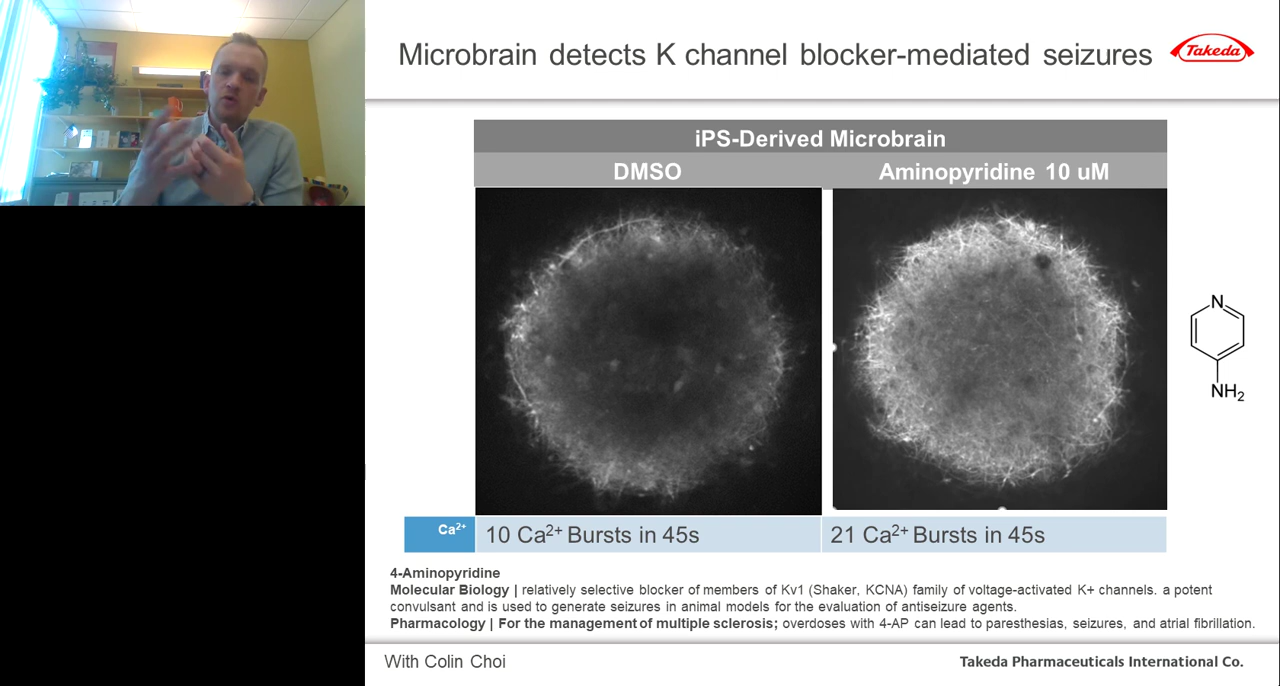 Microbrain detects K channel blocker-mediated seizures
Takeda
iPS-Derived Microbrain
DMSO
Aminopyridine 10 uM
N
NH₂
Ca²⁺
10 Ca²⁺ Bursts in 45s
21 Ca²⁺ Bursts in 45s
4-Aminopyridine
Molecular Biology | relatively selective blocker of members of Kv1 (Shaker, KCNA) family of voltage-activated K+ channels. a potent
convulsant and is used to generate seizures in animal models for the evaluation of antiseizure agents.
Pharmacology | For the management of multiple sclerosis; overdoses with 4-AP can lead to paresthesias, seizures, and atrial fibrillation.
With Colin Choi
Takeda Pharmaceuticals International Co.